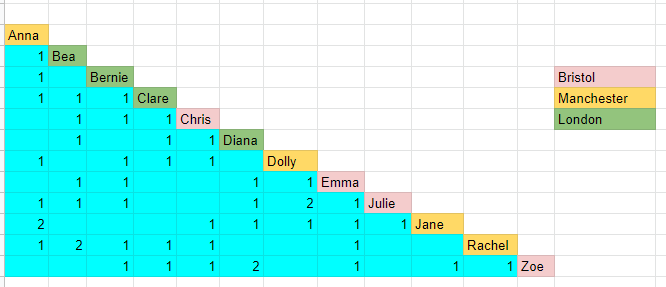 Anna
1 Bea
1 Bernie Bristol
1 1 1 Clare Manchester
1 1 1 Chris London
1 1 1 Diana
1 1 1 1 Dolly
1 1 1 1 Emma
1 1 1 1 2 1 Julie
2 1 1 1 1 1 Jane
1 2 1 1 1 1 Rachel
1 1 1 2 1 1 1 Zoe